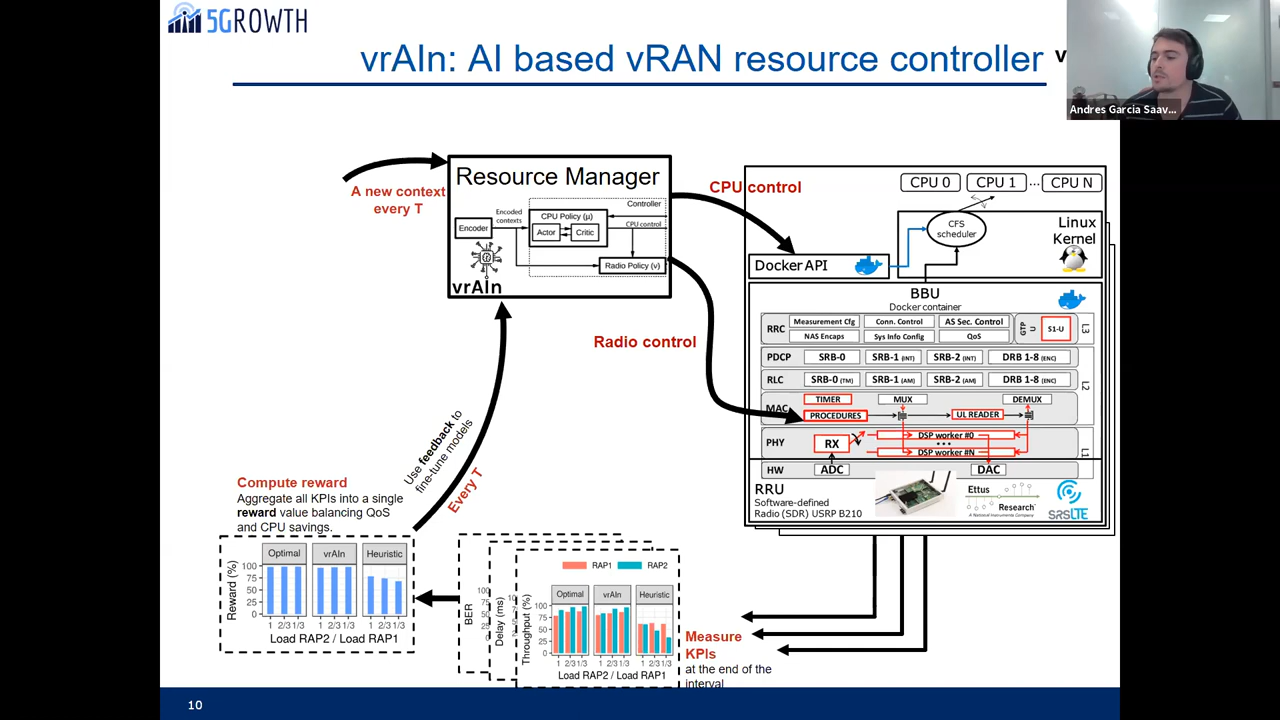 5GROWTH
vrAIn: AI based vRAN resource controller
Andres Garcia Saav...
A new context
every T
Resource Manager
Controller
Encoded
contexts
CPU Policy (μ)
Encoder
Actor
Critic
CPU control
Radio Policy (ν)
vrAIn
CPU control
Radio control
CPU 0
CPU 1
...
CPU N
CFS
scheduler
Linux
Kernel
Docker API
BBU
Docker container
RRC
Measurement Cfg
Conn. Control
AS Sec. Control
NAS Encaps
Sys Info Config
QoS
GTP
U
S1-U
L3
PDCP
SRB-0
SRB-1 (INT)
SRB-2 (INT)
DRB 1-8 (ENC)
RLC
SRB-0 (TM)
SRB-1 (AM)
SRB-2 (AM)
DRB 1-8 (ENC)
L2
MAC
TIMER
MUX
DEMUX
PROCEDURES
UL READER
PHY
RX
DSP worker #0
...
DSP worker #N
L1
HW
ADC
DAC
RRU
Software-defined
Radio (SDR) USRP B210
Ettus
Research
A National Instruments Company
SRSLTE
Use feedback to
fine-tune models
Every T
Compute reward
Aggregate all KPIs into a single
reward value balancing QoS
and CPU savings.
Reward (%)
Optimal
vrAIn
Heuristic
100
75
50
25
0
1 2/3 1/3
1 2/3 1/3
1 2/3 1/3
Load RAP2 / Load RAP1
BER
100
75
50
25
Delay (ms)
RAP1
RAP2
Throughput (%)
Optimal
vrAIn
Heuristic
100
75
50
25
0
1 2/3 1/3
1 2/3 1/3
1 2/3 1/3
Load RAP2 / Load RAP1
Measure
KPIs
at the end of the
interval
10